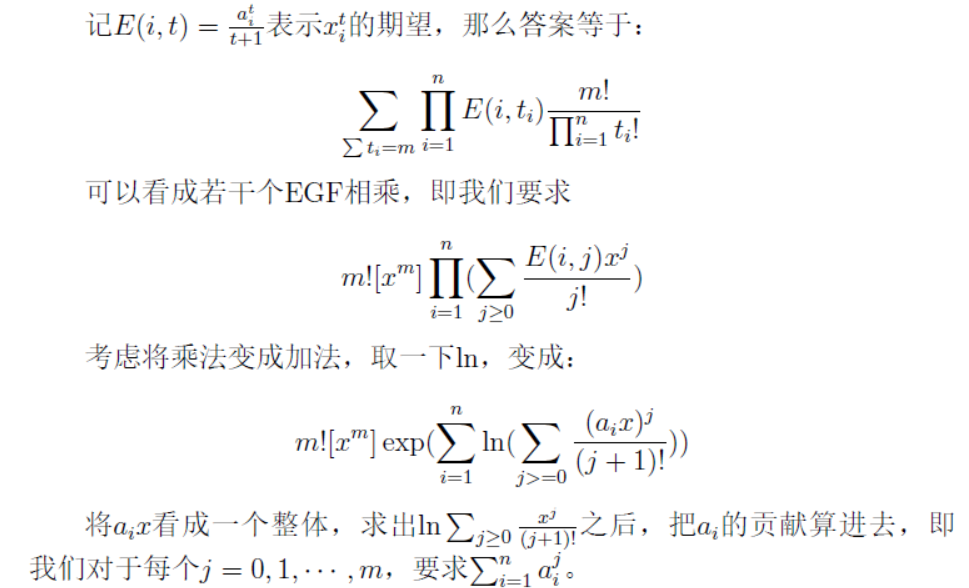 记$E(i,t)=\frac{a_i^t}{t+1}$表示$x_i^t$的期望，那么答案等于：
$$\sum_{\sum t_i=m}\prod_{i=1}^{n}E(i,t_i)\frac{m!}{\prod_{i=1}^{n}t_i!}$$
可以看成若干个EGF相乘，即我们要求
$$m![x^m]\prod_{i=1}^{n}(\sum_{j\geq 0}\frac{E(i,j)x^j}{j!})$$
考虑将乘法变成加法，取一下ln，变成：
$$m![x^m]\exp(\sum_{i=1}^{n}\ln(\sum_{j>=0}\frac{(a_ix)^j}{(j+1)!}))$$
将$a_ix$看成一个整体，求出$\ln\sum_{j\geq 0}\frac{x^j}{(j+1)!}$之后，把$a_i$的贡献算进去，即
我们对于每个$j=0,1,\cdots,m$，要求$\sum_{i=1}^{n}a_i^j$。